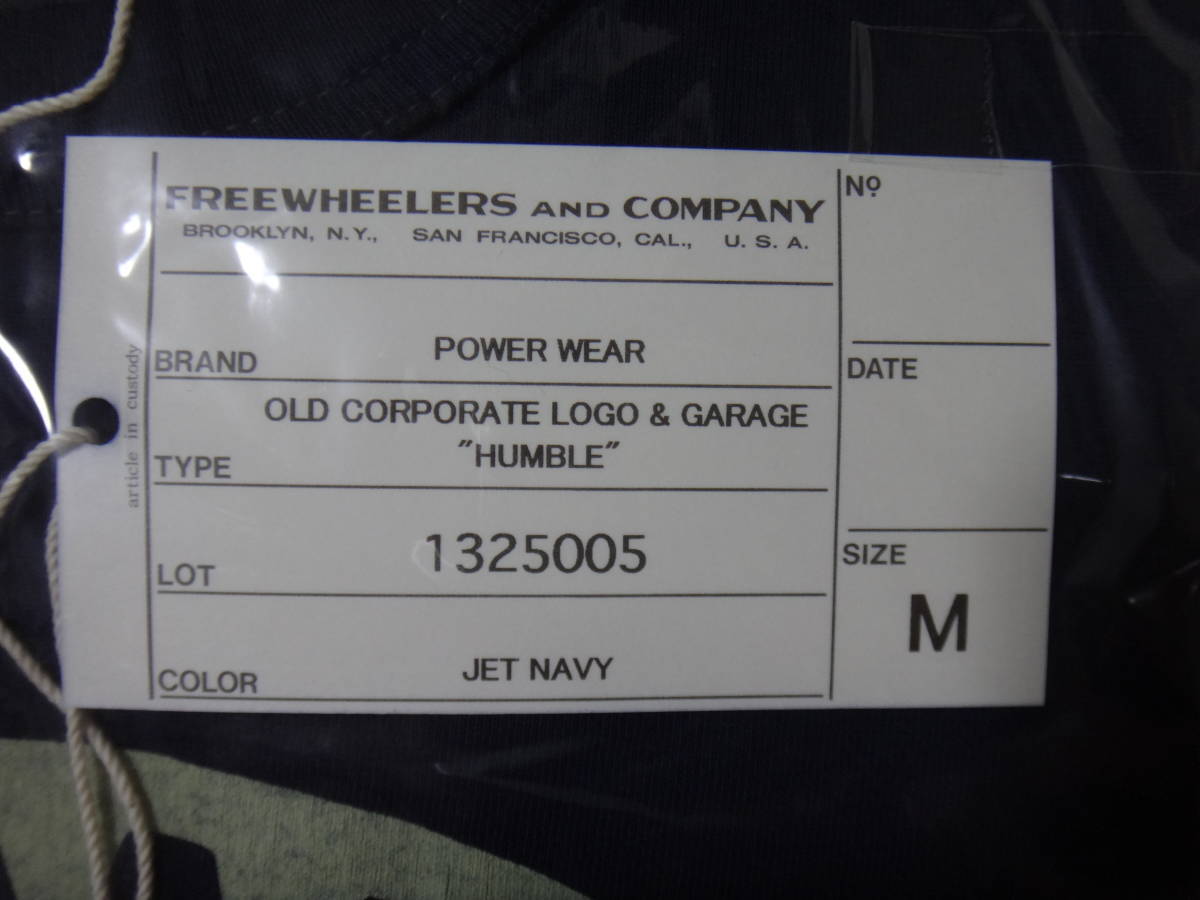 FREEWHEELERS AND COMPANY
BROOKLYN, N.Y., SAN FRANCISCO, CAL., U. S. A.
BRAND POWER WEAR
TYPE OLD CORPORATE LOGO & GARAGE
"HUMBLE"
LOT 1325005
COLOR JET NAVY
Nº
DATE
SIZE
M
article in custody